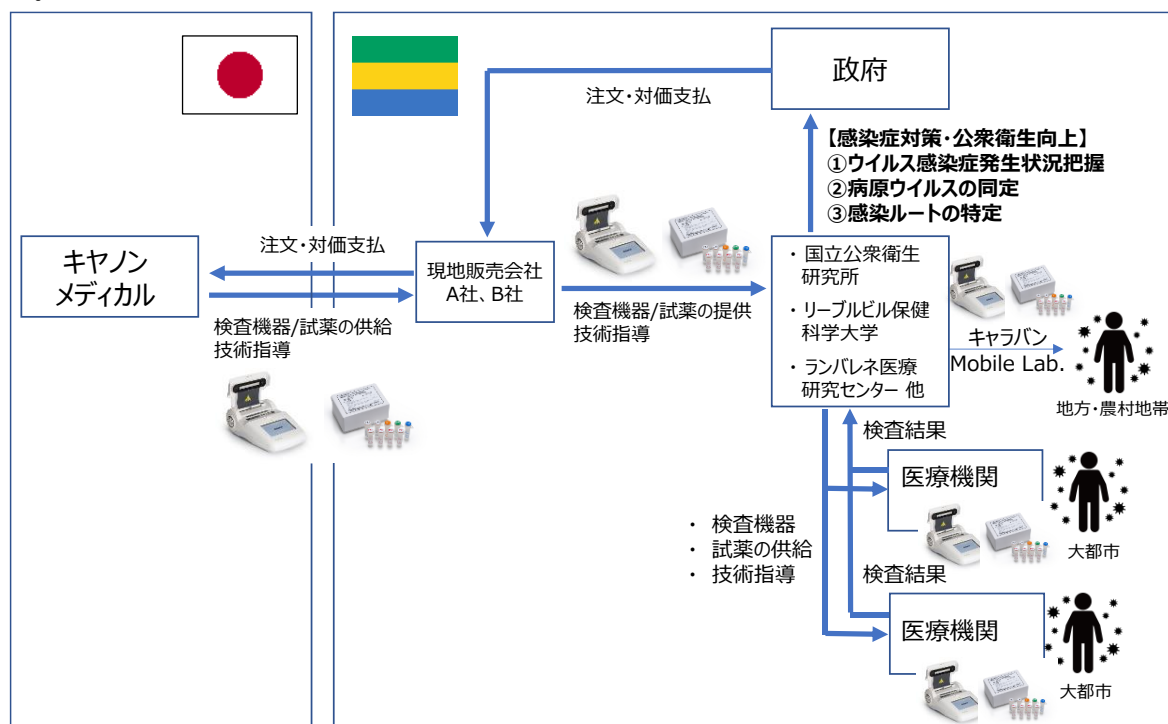 政府
注文・対価支払
【感染症対策・公衆衛生向上】
①ウイルス感染症発生状況把握
②病原ウイルスの同定
③感染ルートの特定
キヤノン
メディカル
注文・対価支払
検査機器/試薬の供給
技術指導
現地販売会社
A社、B社
検査機器/試薬の提供
技術指導
・国立公衆衛生
研究所
・リーブルビル保健
科学大学
・ランバレネ医療
研究センター 他
キャラバン
Mobile Lab.
地方・農村地帯
検査結果
医療機関
大都市
・ 検査機器
・ 試薬の供給
・ 技術指導
検査結果
医療機関
大都市